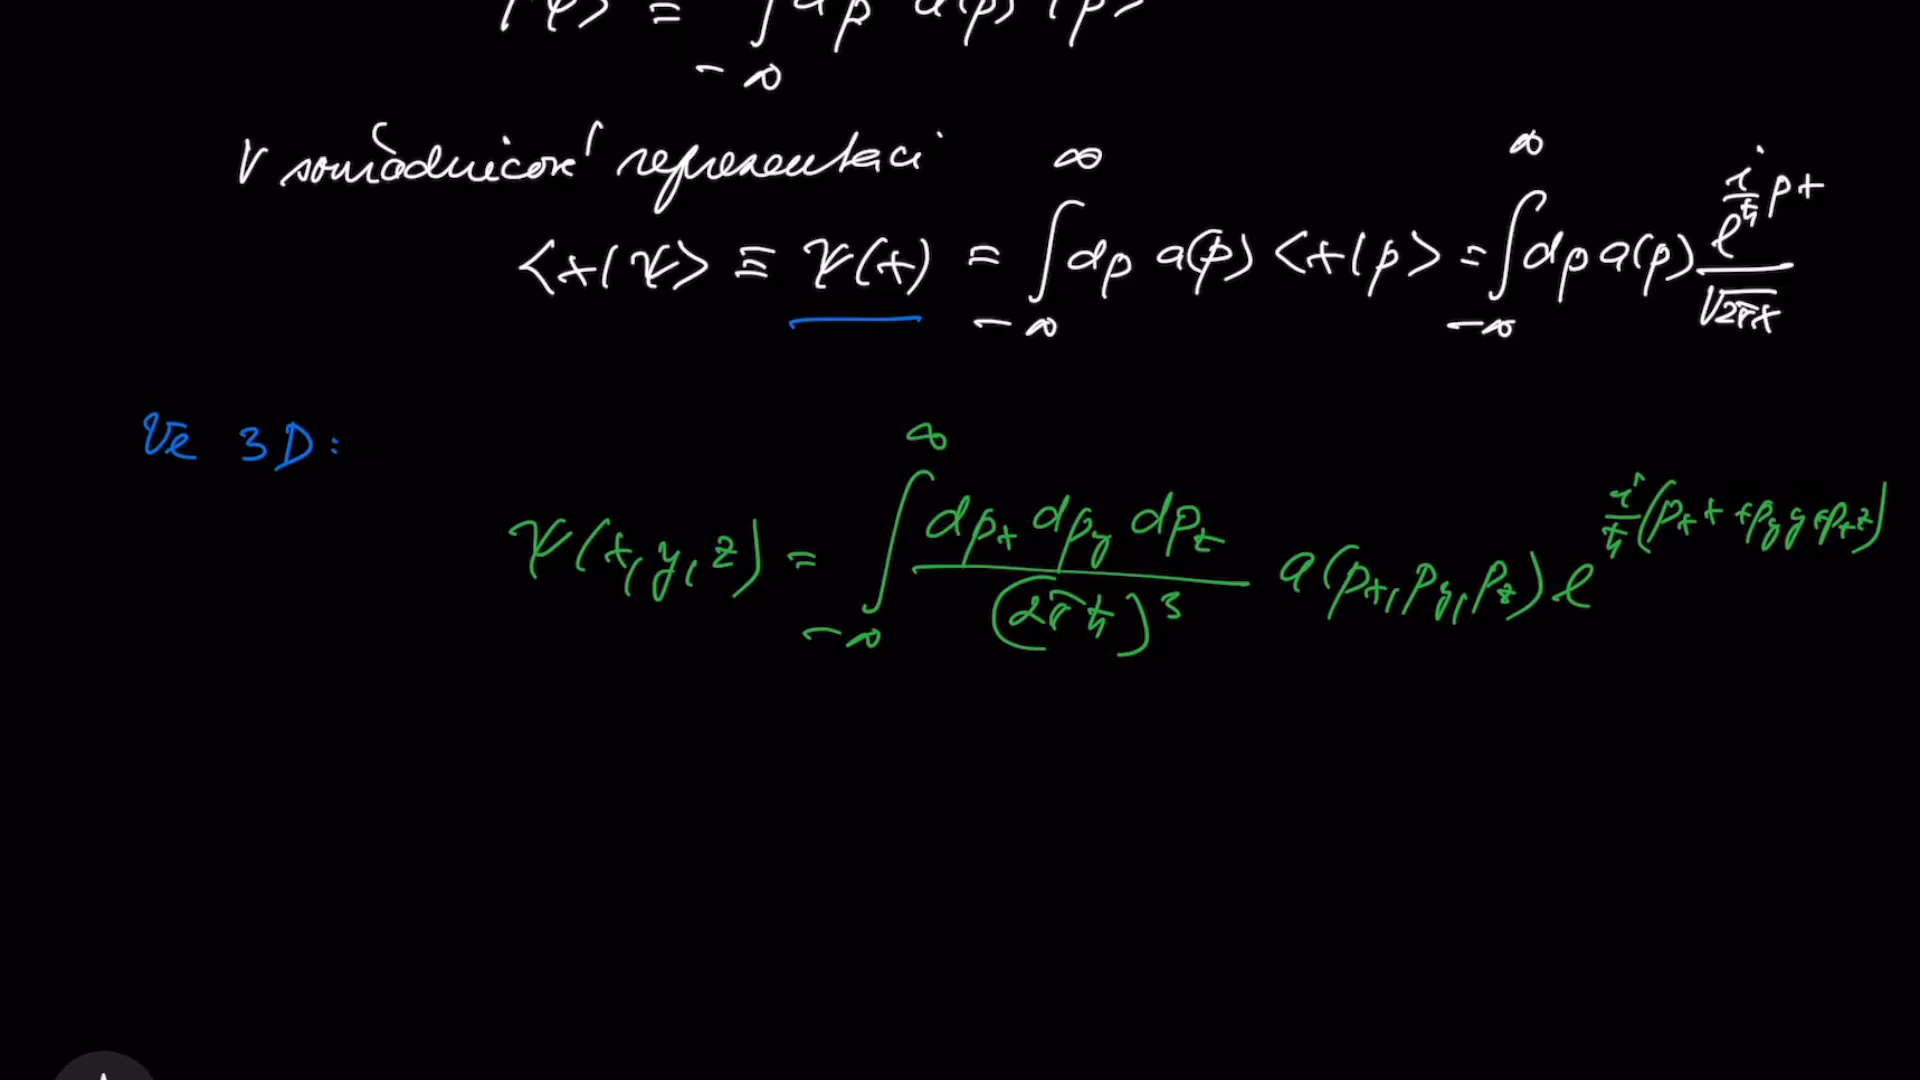 |ψ> = ∫ dp a(p) |p>
-∞
V souřadnicové reprezentaci
<x|ψ> ≡ ψ(x) = ∫_{-∞}^{∞} dp a(p) <x|p> = ∫_{-∞}^{∞} dp a(p) e^{i/ħ px} / √2πħ
Ve 3D:
ψ(x, y, z) = ∫_{-∞}^{∞} dp_x dp_y dp_z / (2πħ)^3 a(p_x, p_y, p_z) e^{i/ħ (p_x x + p_y y + p_z z)}